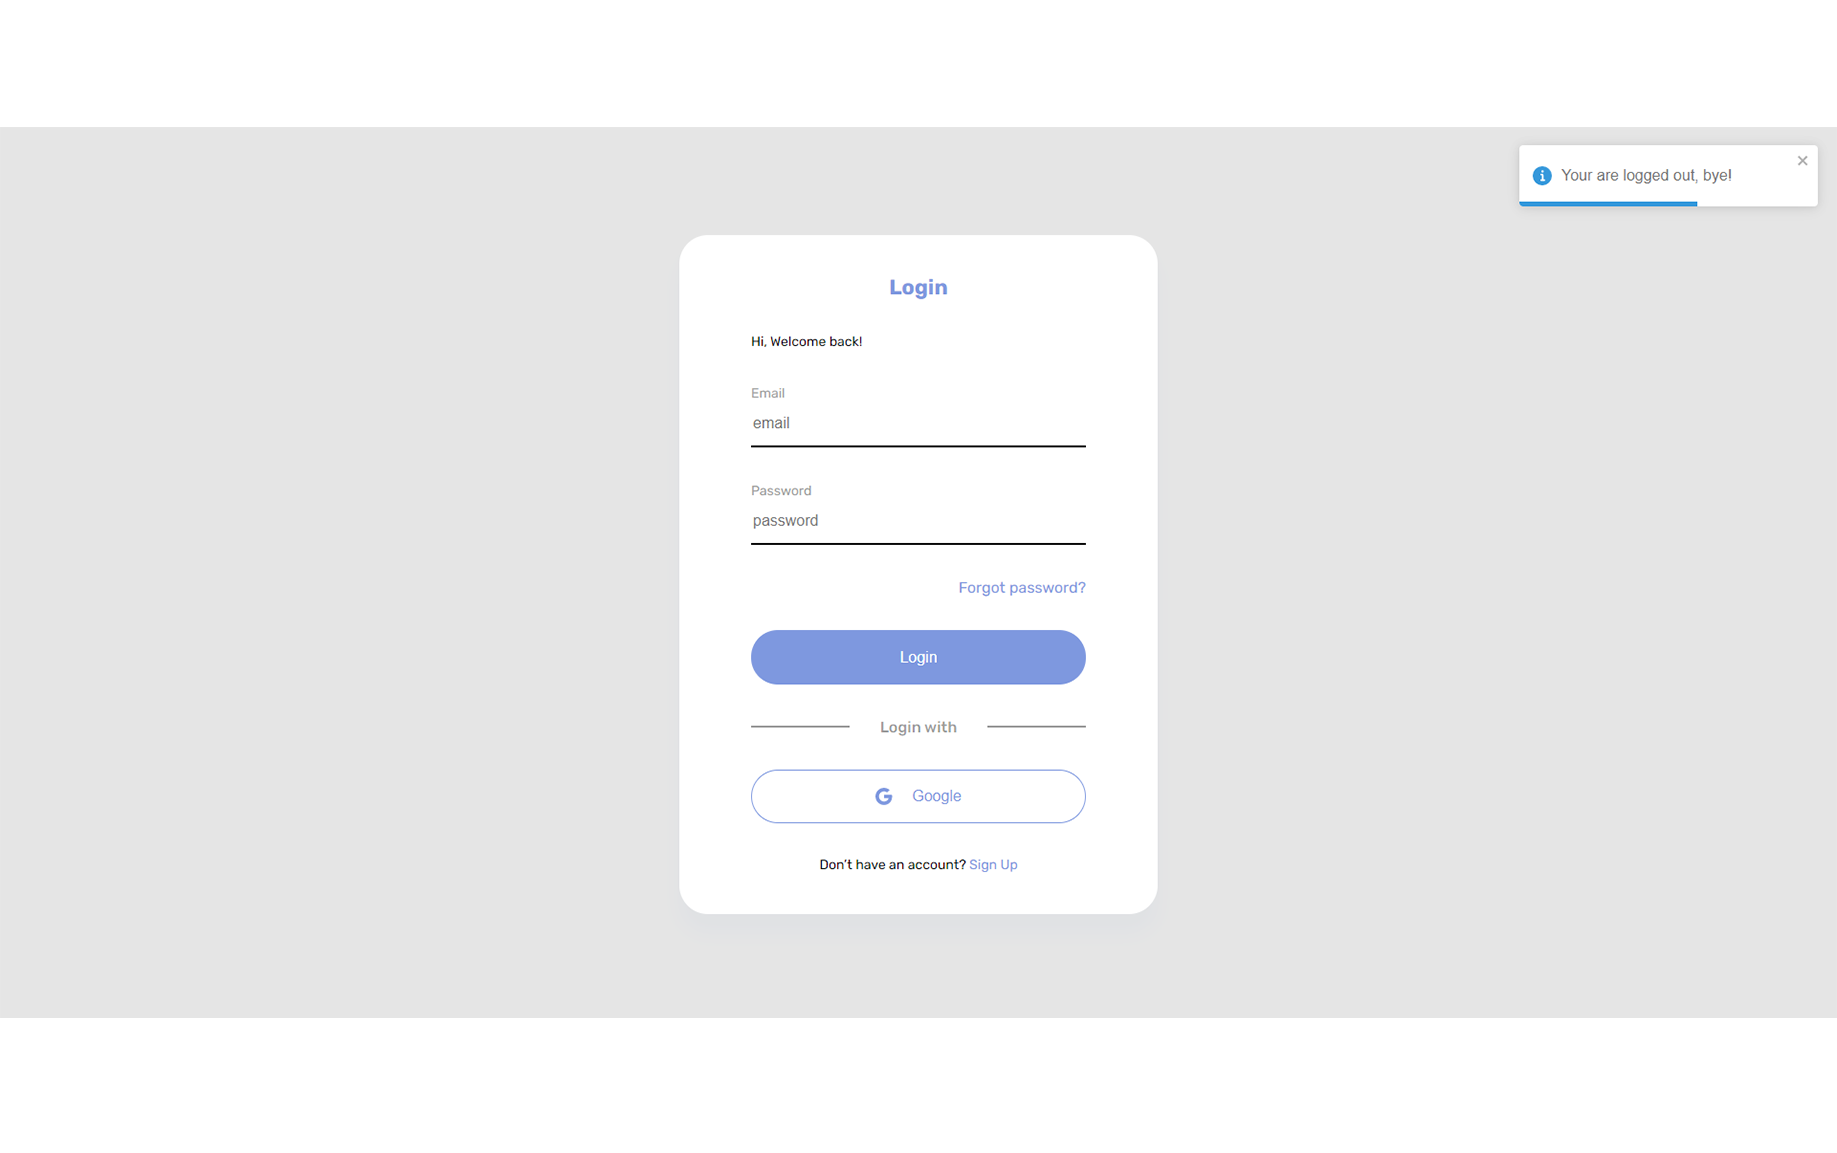 Your are logged out, bye!
Login
Hi, Welcome back!
Email
email
Password
password
Forgot password?
Login
Login with
Google
Don't have an account? Sign Up